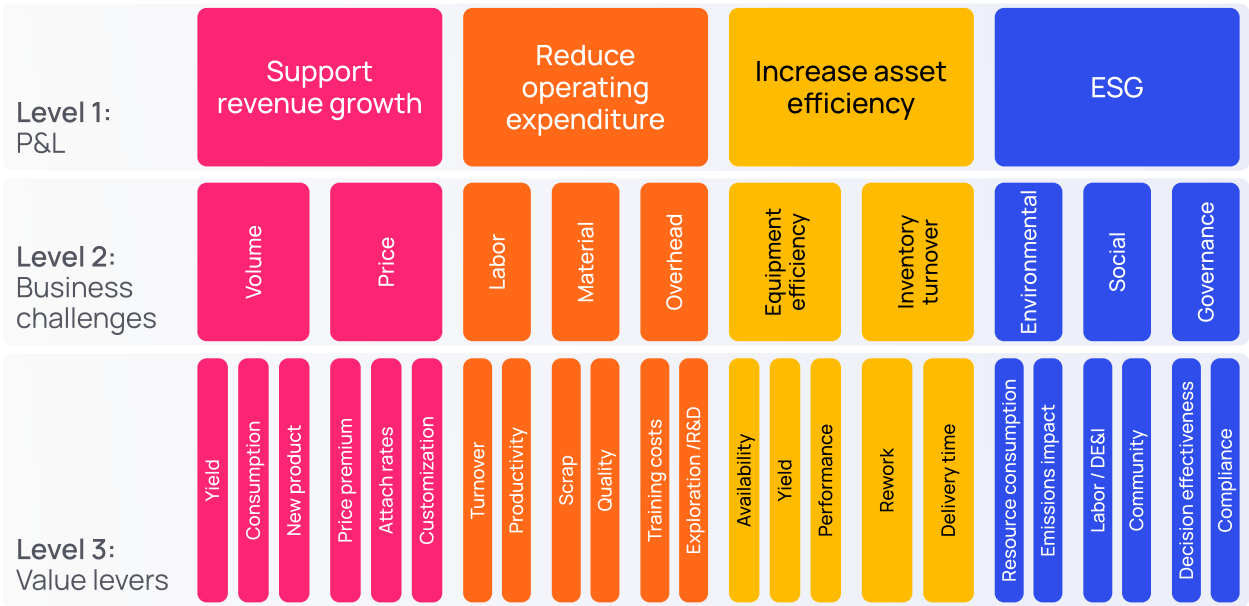 Support
revenue growth
Reduce
operating
expenditure
Increase asset
efficiency
ESG
Level 1:
P&L
Volume
Price
Labor
Material
Overhead
Equipment
efficiency
Inventory
turnover
Environmental
Social
Governance
Level 2:
Business
challenges
Yield
Consumption
New product
Price premium
Attach rates
Customization
Turnover
Productivity
Scrap
Quality
Training costs
Exploration /R&D
Availability
Yield
Performance
Rework
Delivery time
Resource consumption
Emissions impact
Labor / DE&I
Community
Decision effectiveness
Compliance
Level 3:
Value levers